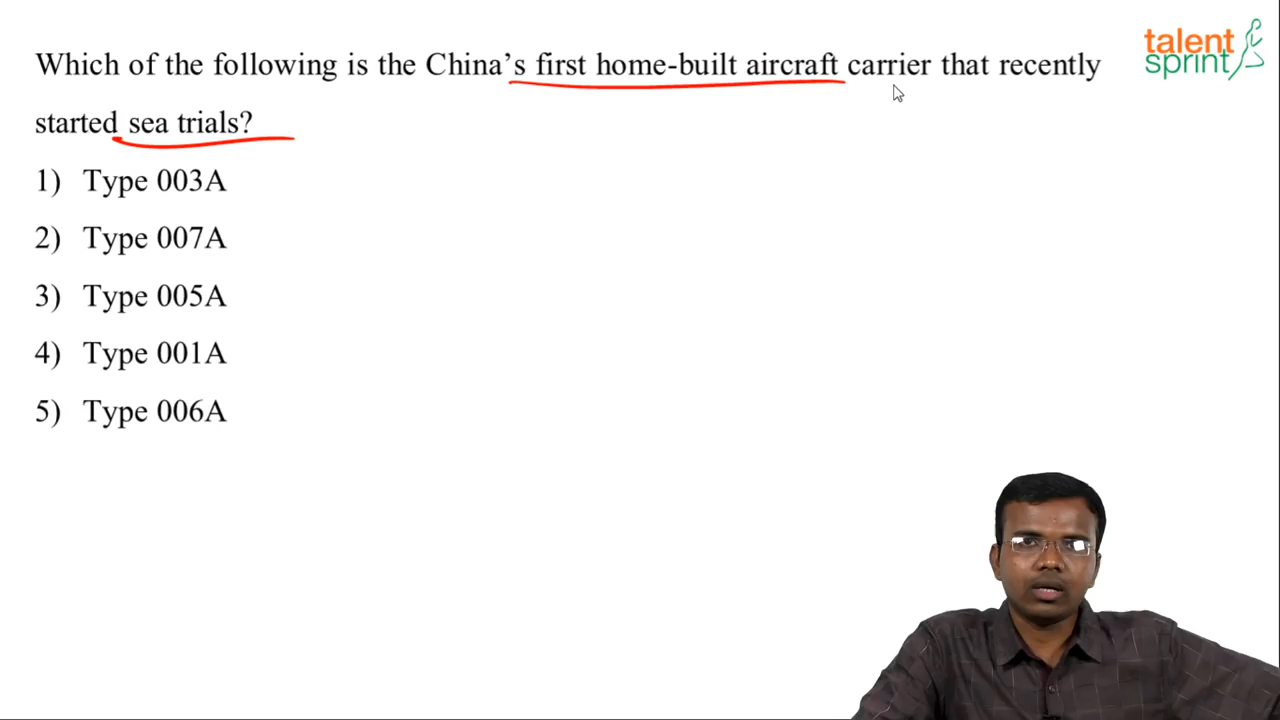 Which of the following is the China's first home-built aircraft carrier that recently
started sea trials?
1) Type 003A
2) Type 007A
3) Type 005A
4) Type 001A
5) Type 006A
talent
sprint